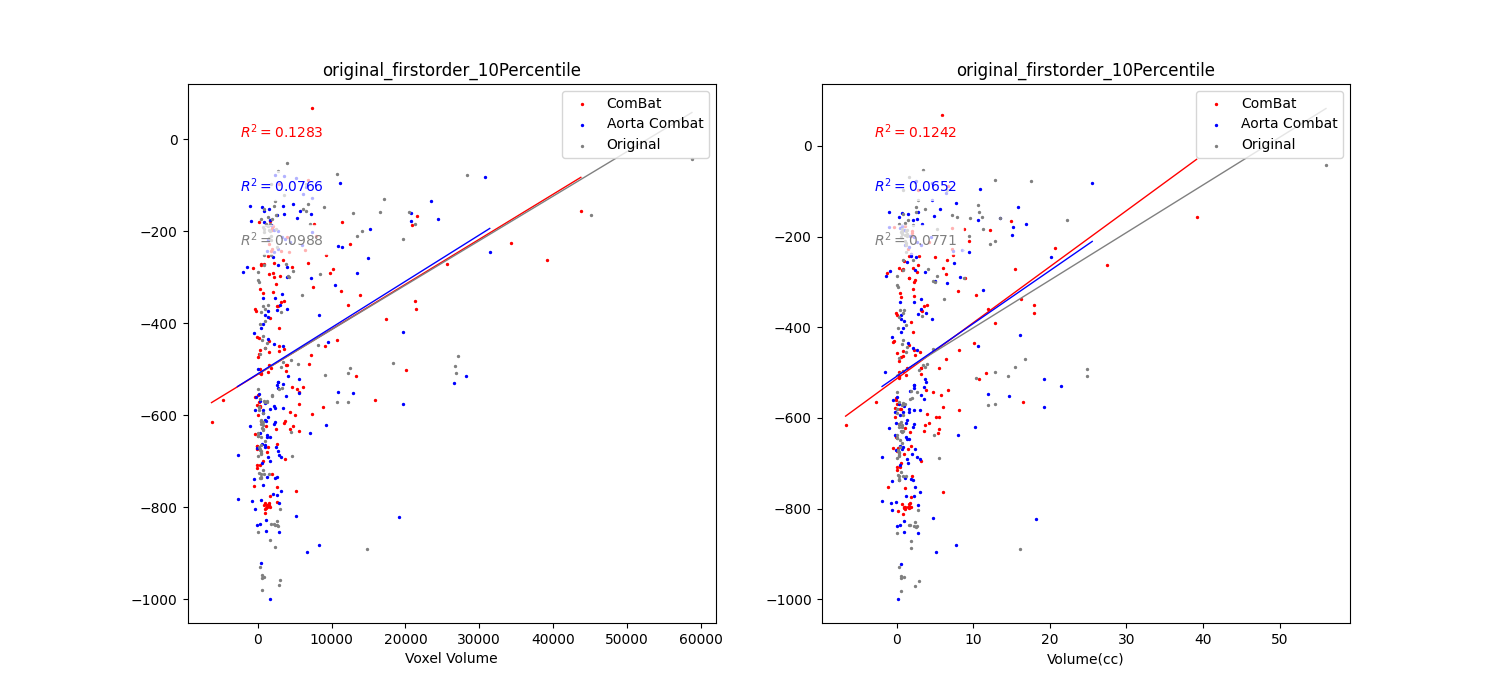 original_firstorder_10Percentile
ComBat
Aorta Combat
Original
R² = 0.1283
R² = 0.0766
R² = 0.0988
0
−200
−400
−600
−800
−1000
0 10000 20000 30000 40000 50000 60000
Voxel Volume
original_firstorder_10Percentile
ComBat
Aorta Combat
Original
R² = 0.1242
R² = 0.0652
R² = 0.0771
0
−200
−400
−600
−800
−1000
0 10 20 30 40 50
Volume(cc)